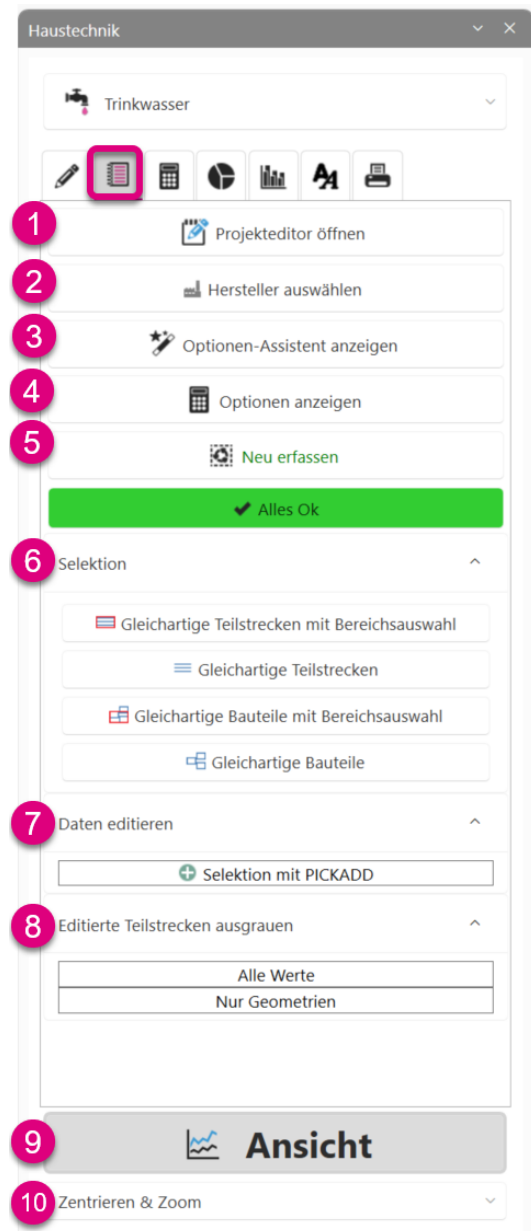 Haustechnik
Trinkwasser
1 Projekteditor öffnen
2 Hersteller auswählen
3 Optionen-Assistent anzeigen
4 Optionen anzeigen
5 Neu erfassen
Alles Ok
6 Selektion
Gleichartige Teilstrecken mit Bereichsauswahl
Gleichartige Teilstrecken
Gleichartige Bauteile mit Bereichsauswahl
Gleichartige Bauteile
7 Daten editieren
Selektion mit PICKADD
8 Editierte Teilstrecken ausgrauen
Alle Werte
Nur Geometrien
9 Ansicht
10 Zentrieren & Zoom